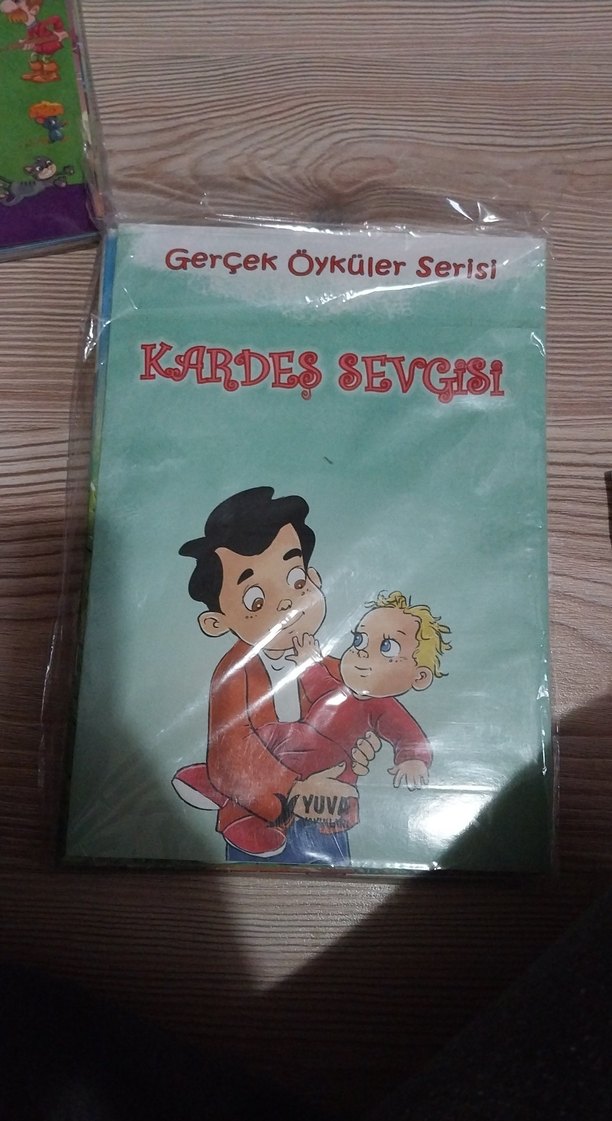 Gerçek Öyküler Serisi
KARDEŞ SEVGİSİ
YUVA